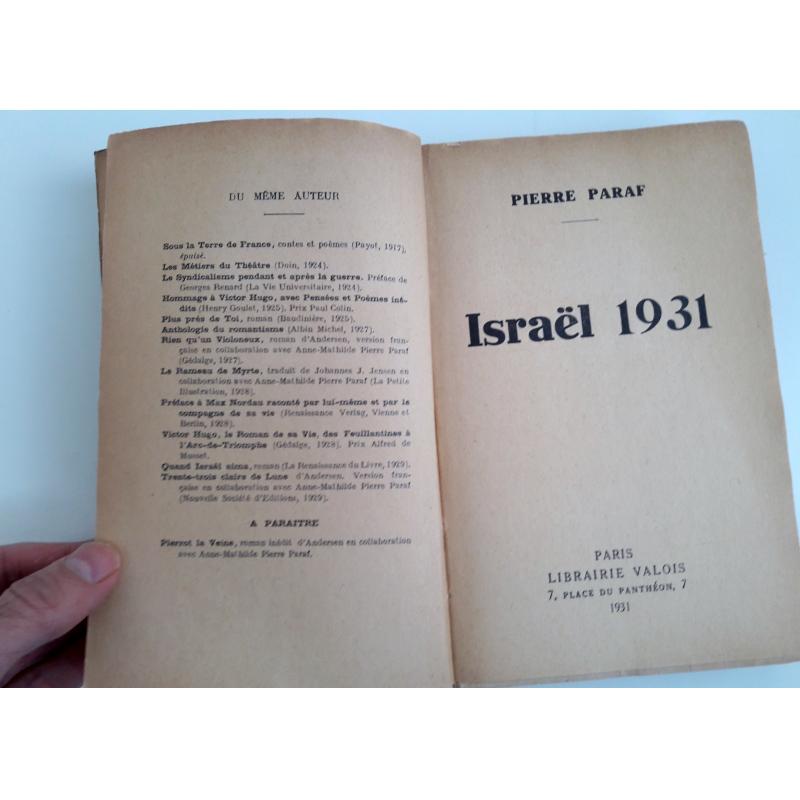 DU MÊME AUTEUR
Sous la Terre de France, contes et poèmes (Payot, 1917),
épuisé.
Les Métiers du Théâtre (Doin, 1924).
Le Syndicalisme pendant et après la guerre. Préface de
Georges Renard (La Vie Universitaire, 1924).
Hommage à Victor Hugo, avec Pensées et Poèmes iné-
dits (Henry Goulet, 1925). Prix Paul Colin.
Plus près de Toi, roman (Baudinière, 1925).
Anthologie du romantisme (Albin Michel, 1927).
Rien qu'un Violoneux, roman d'Andersen, version fran-
çaise en collaboration avec Anne-Mathilde Pierre Paraf
(Gédalge, 1927).
Le Rameau de Myrte, traduit de Johannes J. Jensen en
collaboration avec Anne-Mathilde Pierre Paraf (La Petite
Illustration, 1928).
Préface à Max Nordau raconté par lui-même et par la
compagne de sa vie (Renaissance Verlag, Vienne et
Berlin, 1928).
Victor Hugo, le Roman de sa Vie, des Feuillantines à
l'Arc-de-Triomphe (Gédalge, 1928). Prix Alfred de
Musset.
Quand Israël aima, roman (La Renaissance du Livre, 1929).
Trente-trois clairs de Lune d'Andersen. Version fran-
çaise en collaboration avec Anne-Mathilde Pierre Paraf
(Nouvelle Société d'Editions, 1929).
A PARAITRE
Pierrot la Veine, roman inédit d'Andersen en collaboration
avec Anne-Mathilde Pierre Paraf.
PIERRE PARAF
Israël 1931
PARIS
LIBRAIRIE VALOIS
7, PLACE DU PANTHÉON, 7
1931